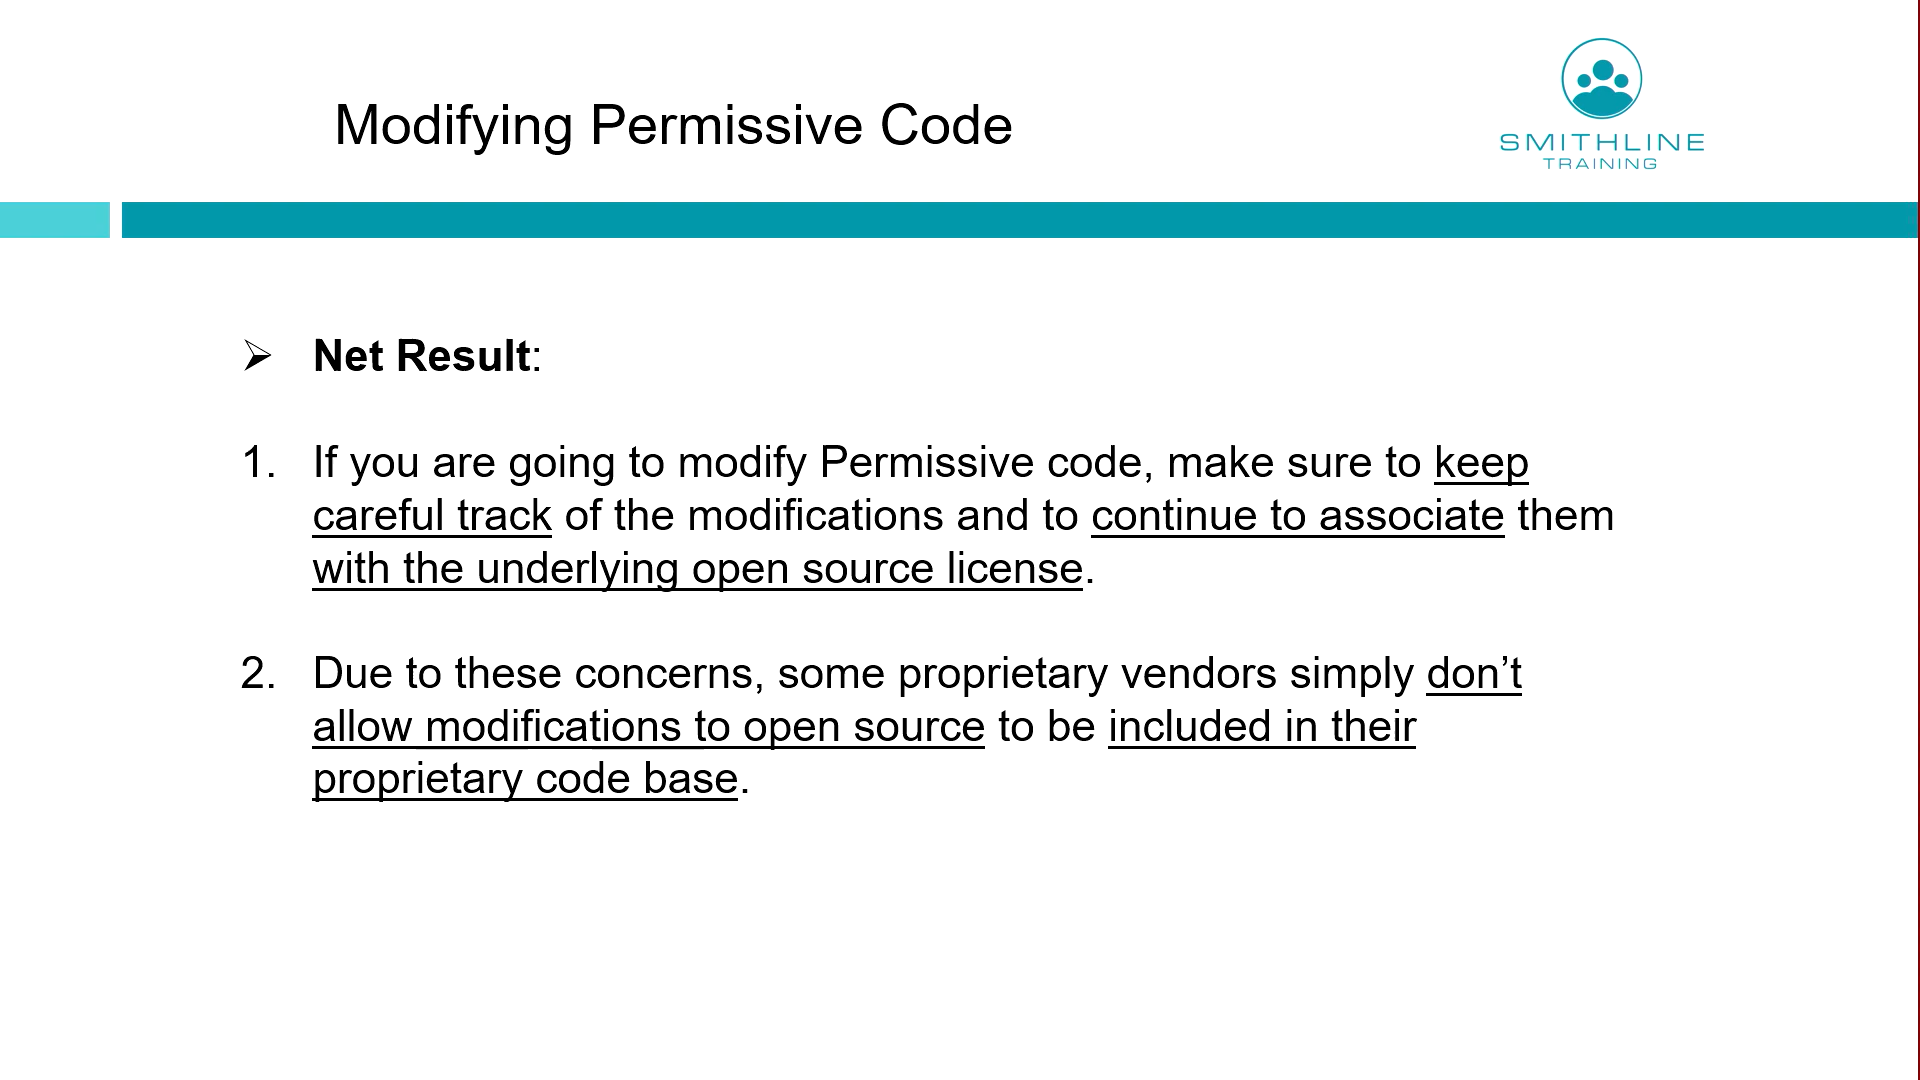 Modifying Permissive Code
SMITHLINE
TRAINING
➢ Net Result:
1. If you are going to modify Permissive code, make sure to keep
careful track of the modifications and to continue to associate them
with the underlying open source license.
2. Due to these concerns, some proprietary vendors simply don’t
allow modifications to open source to be included in their
proprietary code base.